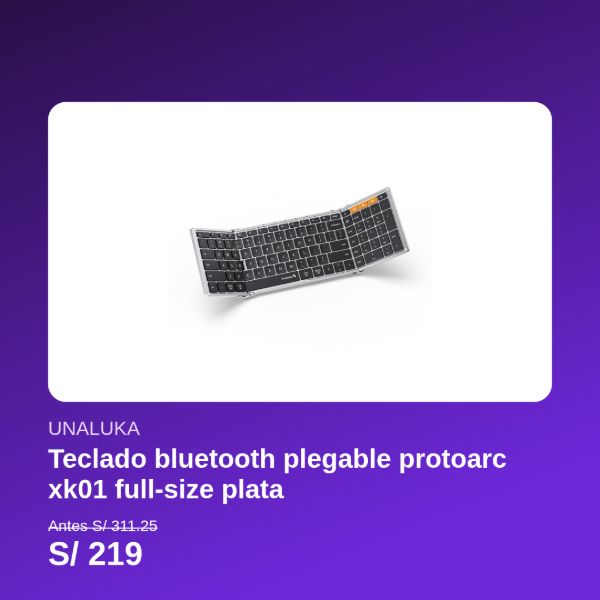 UNALUKA
Teclado bluetooth plegable protoarc
xk01 full-size plata
Antes S/ 311.25
S/ 219